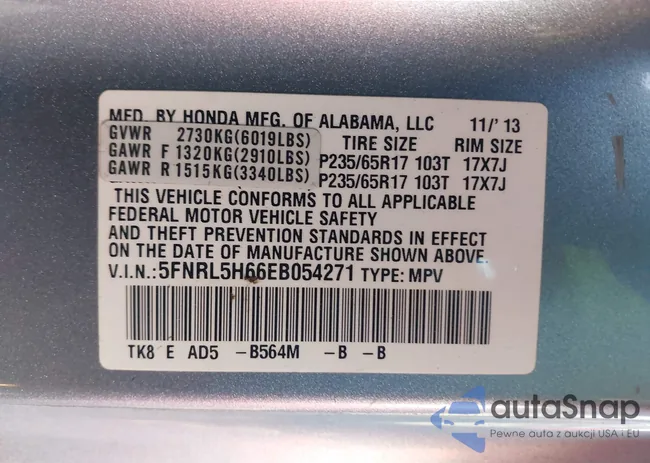 MFD. BY HONDA MFG. OF ALABAMA, LLC 11/' 13
GVWR 2730KG(6019LBS) TIRE SIZE RIM SIZE
GAWR F 1320KG(2910LBS) P235/65R17 103T 17X7J
GAWR R 1515KG(3340LBS) P235/65R17 103T 17X7J
THIS VEHICLE CONFORMS TO ALL APPLICABLE
FEDERAL MOTOR VEHICLE SAFETY
AND THEFT PREVENTION STANDARDS IN EFFECT
ON THE DATE OF MANUFACTURE SHOWN ABOVE.
V.I.N.:5FNRL5H66EB054271 TYPE: MPV
TK8 E AD5 -B564M -B -B
autaSnap
Pewne auta z aukcji USA i EU